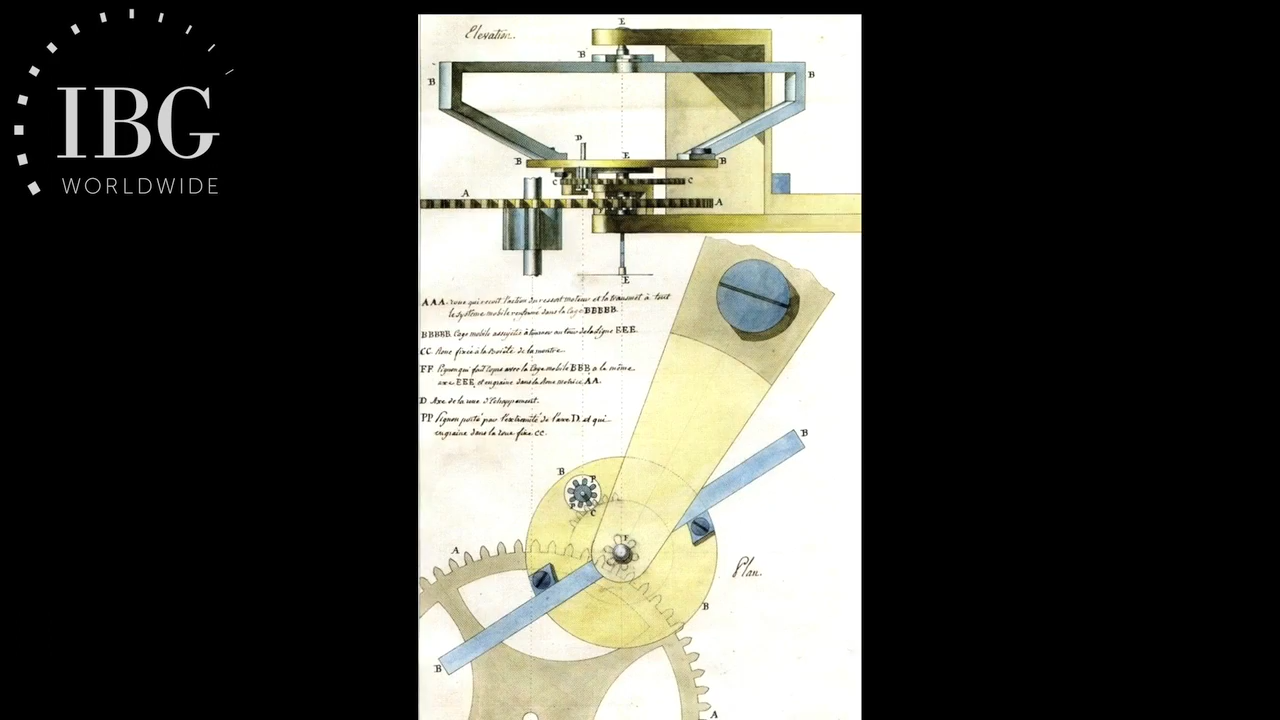 IBG
WORLDWIDE
Elevation.
E
B
B
B
D
B
E
B
C
C
A
A
E
AAA. roue qui reçoit l'action du ressort moteur et la transmet à tout
le système mobile renfermé dans la Cage BBBBB.
BBBBB Cage mobile assujetie à tourner autour de la ligne EEE.
CC Roue fixée à la Boëte de la montre
FF Pignon qui fait corps avec la Cage mobile BBB a le même
axe EEE et engraine dans la Roue motrice AA.
D Axe de la roue d'échappement.
PP Pignon porté par l'extrémité de l'axe D et qui
engraine dans la roue fixe CC.
B
B
P
P
C
F
A
Plan.
B
B
A